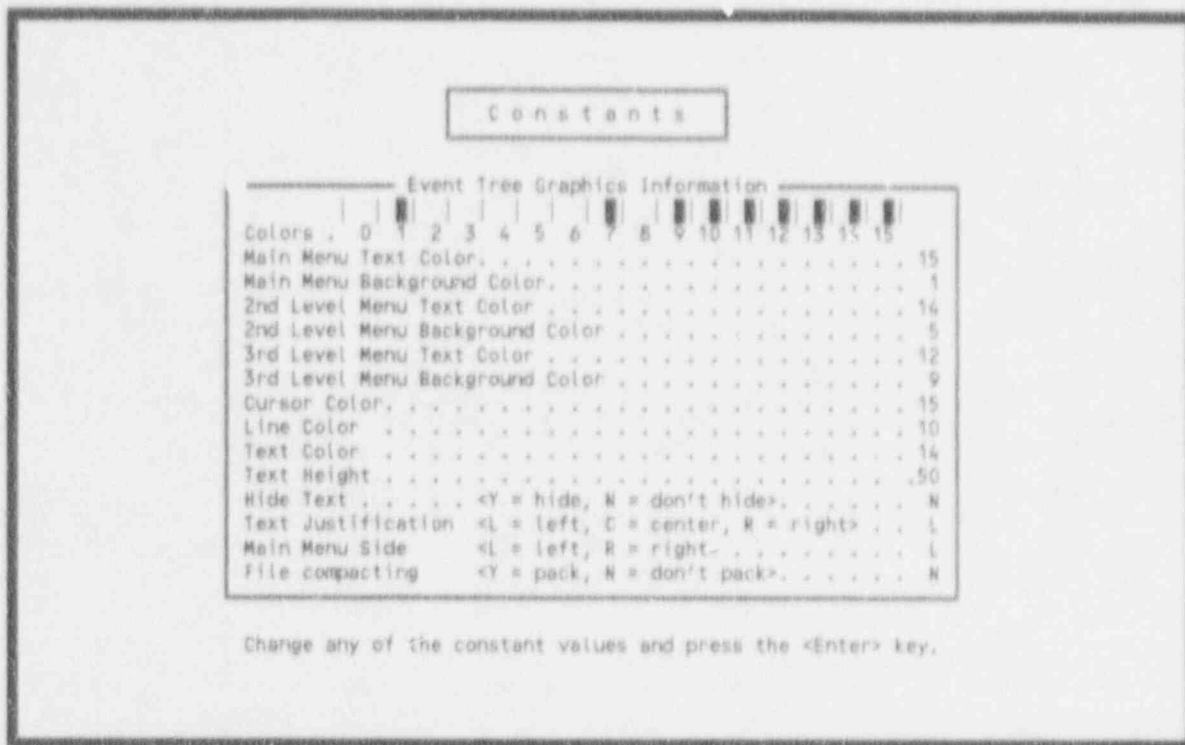 Constants
Event Tree Graphics Information
Colors . 0 1 2 3 4 5 6 7 8 9 10 11 12 13 14 15
Main Menu Text Color. . . . . . . . . . . . . . . . . . . 15
Main Menu Background Color. . . . . . . . . . . . . . . . 1
2nd Level Menu Text Color . . . . . . . . . . . . . . . . 14
2nd Level Menu Background Color . . . . . . . . . . . . . 5
3rd Level Menu Text Color . . . . . . . . . . . . . . . . 12
3rd Level Menu Background Color . . . . . . . . . . . . . 9
Cursor Color. . . . . . . . . . . . . . . . . . . . . . . 15
Line Color . . . . . . . . . . . . . . . . . . . . . . . 10
Text Color . . . . . . . . . . . . . . . . . . . . . . . 14
Text Height . . . . . . . . . . . . . . . . . . . . . . .50
Hide Text . . . . . <Y = hide, N = don't hide>. . . . . . N
Text Justification <L = left, C = center, R = right> . . L
Main Menu Side <L = left, R = right. . . . . . . . L
File compacting <Y = pack, N = don't pack>. . . . . . N
Change any of the constant values and press the <Enter> key.